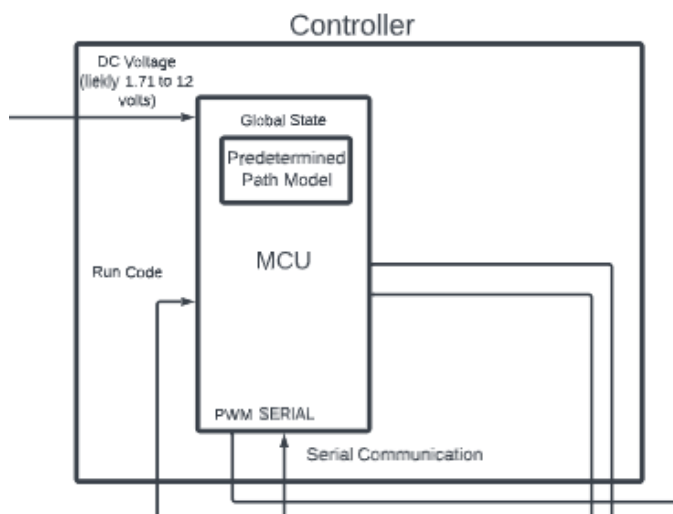 Controller
DC Voltage
(liekly 1.71 to 12
volts)
Global State
Predetermined
Path Model
MCU
Run Code
PWM SERIAL
Serial Communication